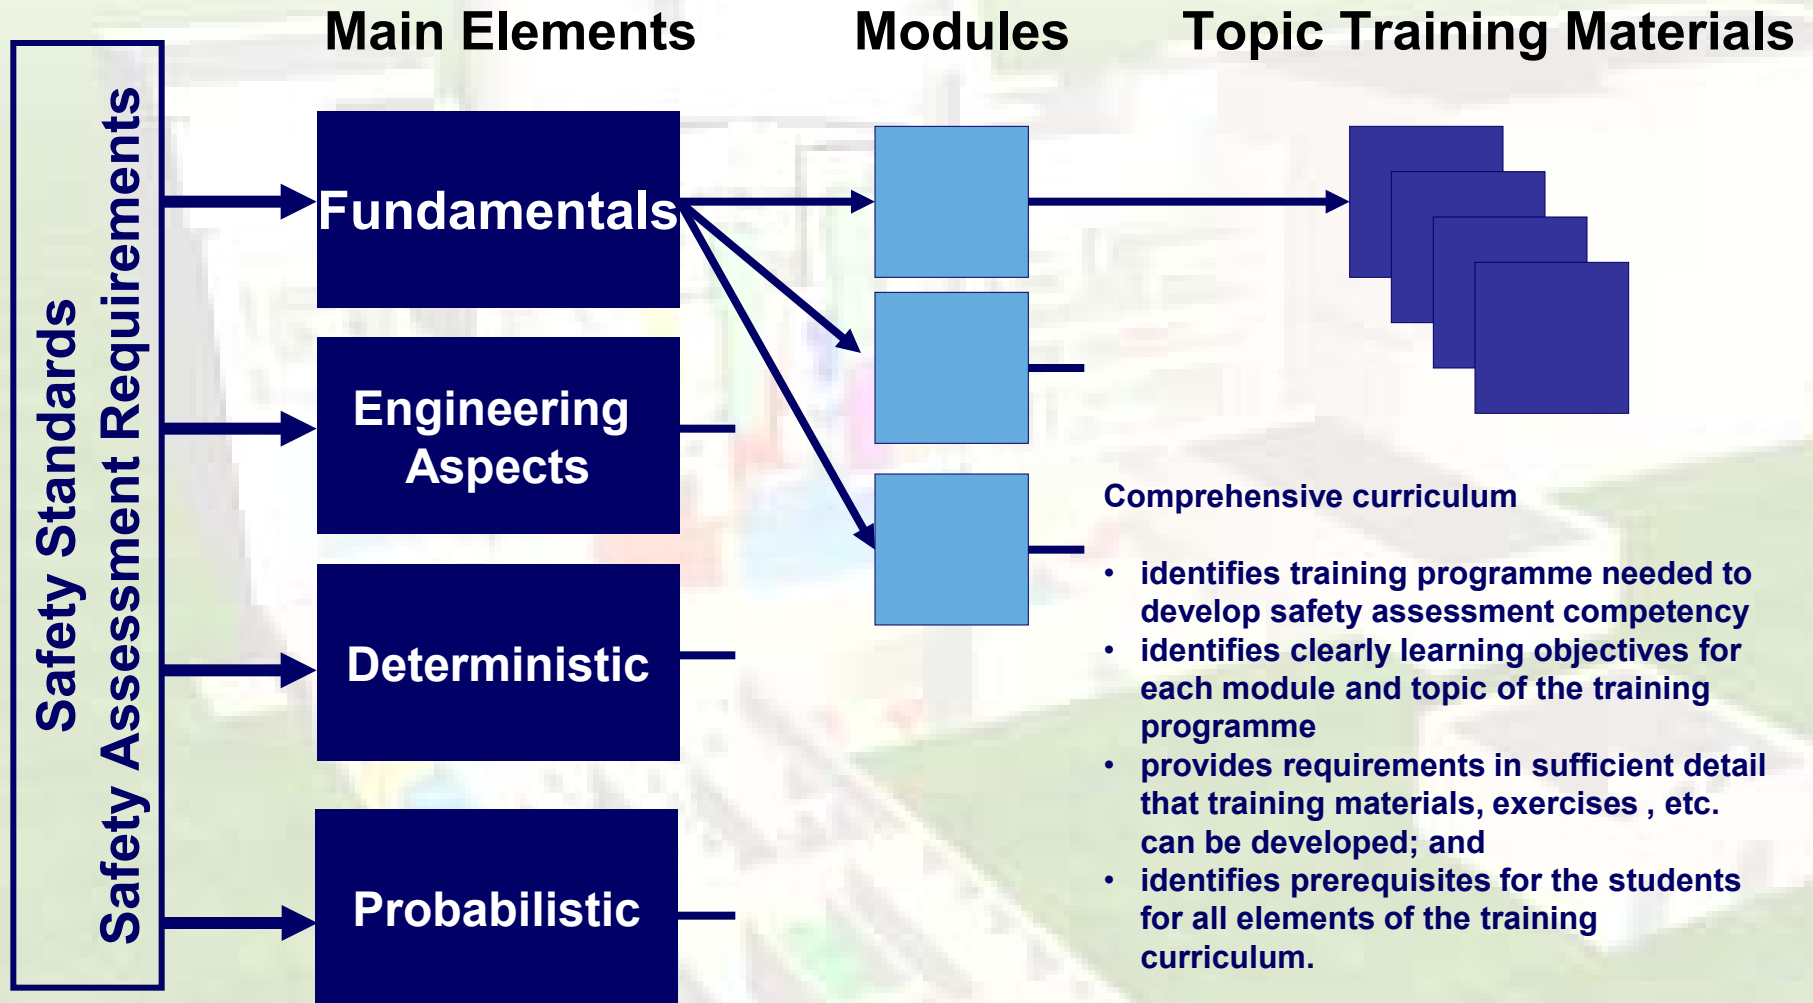 Main Elements
Modules
Topic Training Materials
Safety Standards
Safety Assessment Requirements
Fundamentals
Engineering
Aspects
Deterministic
Probabilistic
Comprehensive curriculum
• identifies training programme needed to
develop safety assessment competency
• identifies clearly learning objectives for
each module and topic of the training
programme
• provides requirements in sufficient detail
that training materials, exercises , etc.
can be developed; and
• identifies prerequisites for the students
for all elements of the training
curriculum.